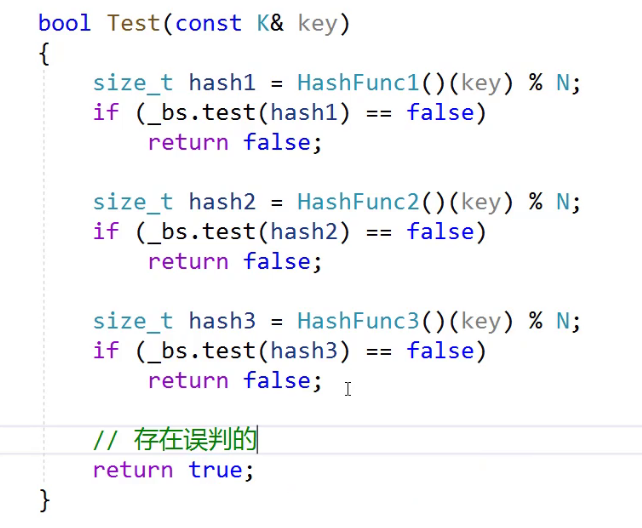 bool Test(const K& key)
{
size_t hash1 = HashFunc1()(key) % N;
if (_bs.test(hash1) == false)
return false;
size_t hash2 = HashFunc2()(key) % N;
if (_bs.test(hash2) == false)
return false;
size_t hash3 = HashFunc3()(key) % N;
if (_bs.test(hash3) == false)
return false;
// 存在误判的
return true;
}